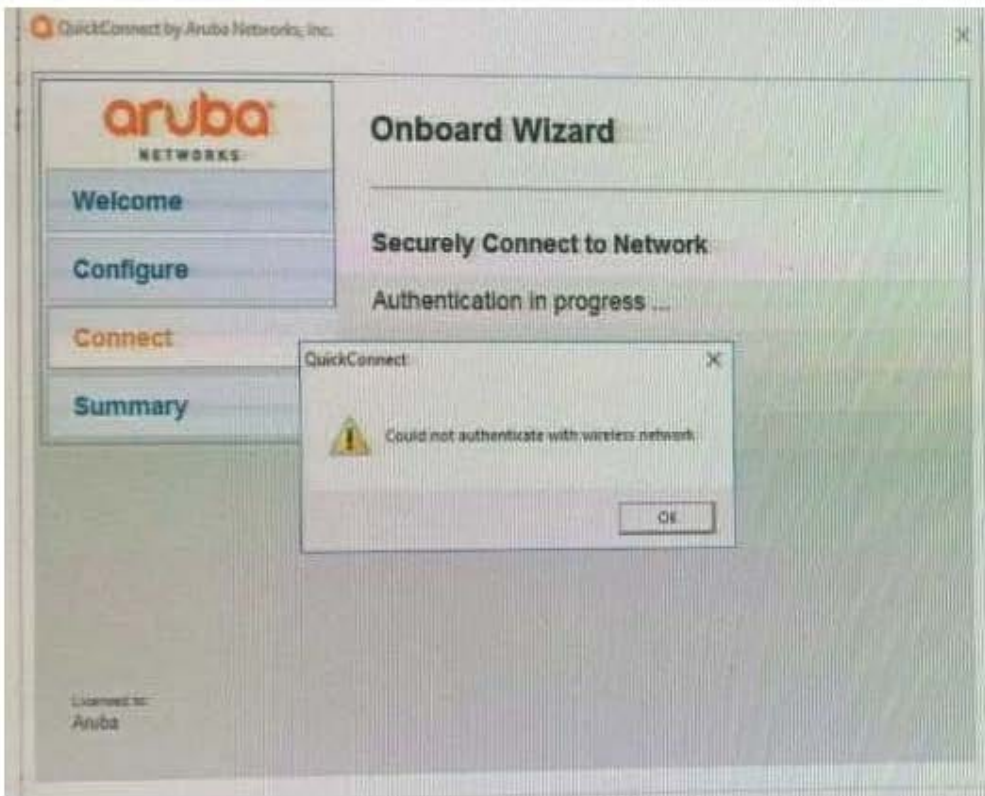 QuickConnect by Aruba Networks, Inc.
aruba
NETWORKS
Onboard Wizard
Welcome
Configure
Connect
Summary
Securely Connect to Network
Authentication in progress ...
QuickConnect
Could not authenticate with wireless network
OK
Licensed to:
Aruba